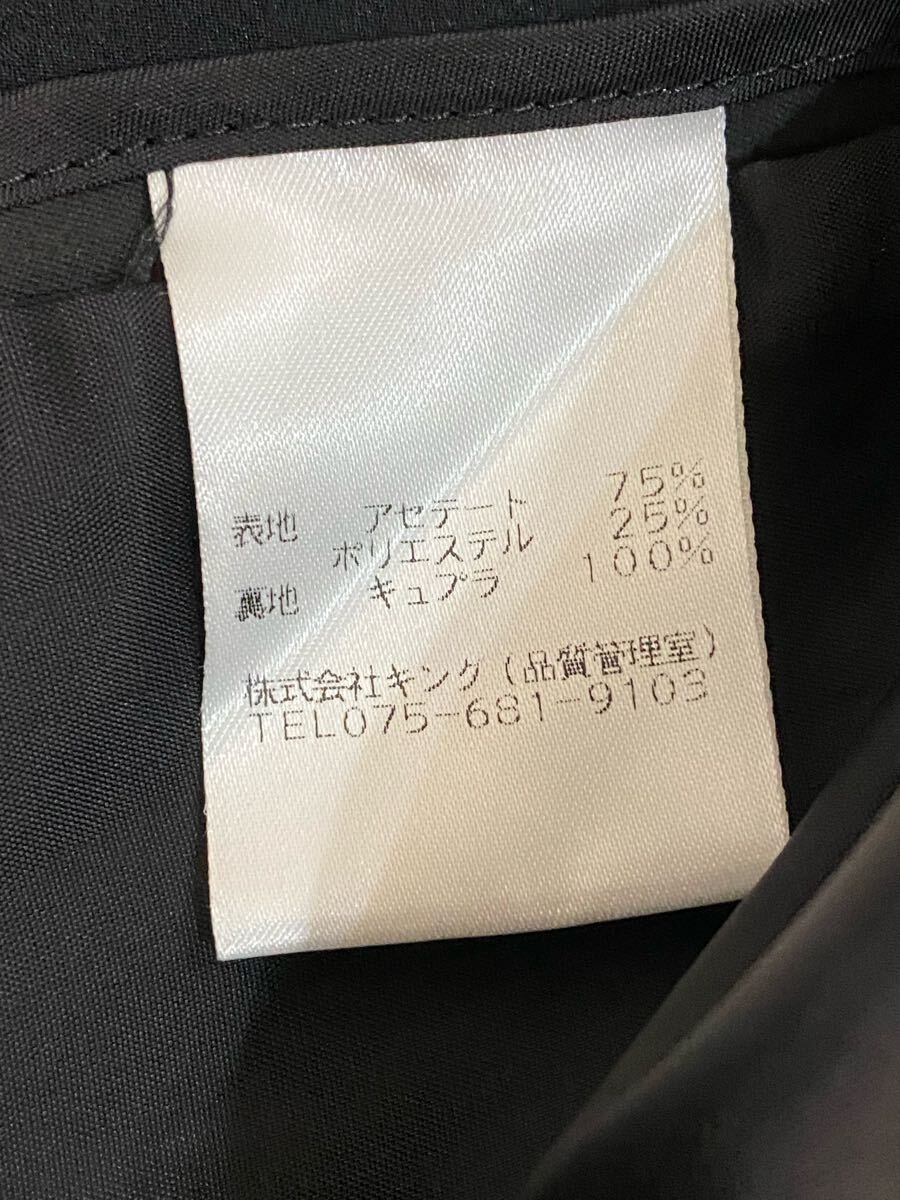 表地 アセテート 75%
ポリエステル 25%
裏地 キュプラ 100%
株式会社キング(品質管理室)
TEL075-681-9103